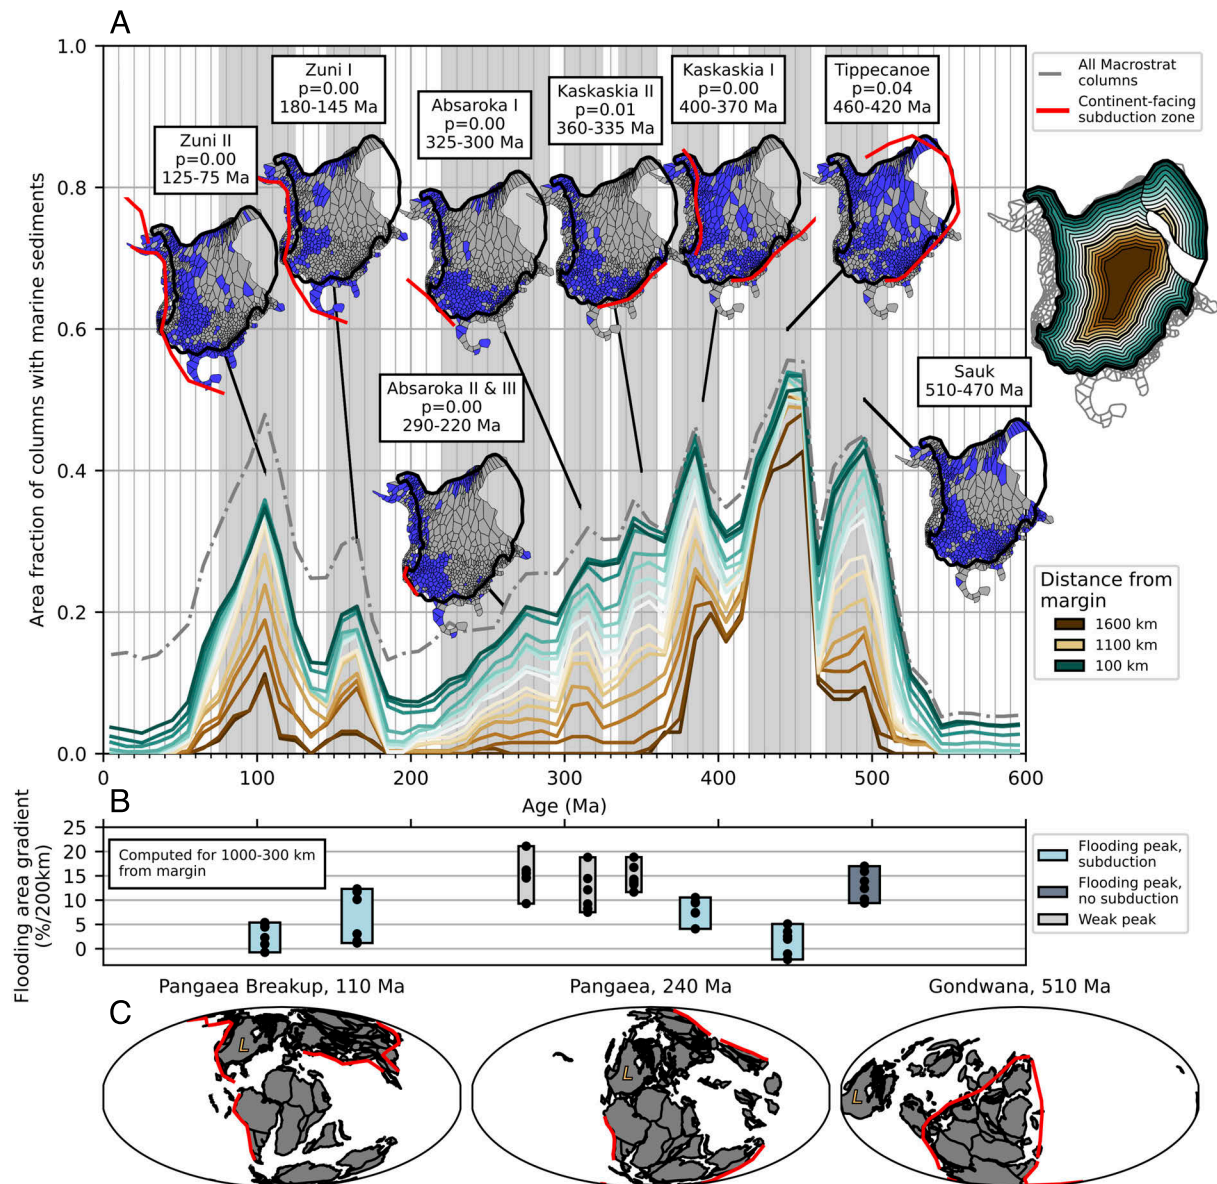 A
Zuni I
p=0.00
180-145 Ma
Kaskaskia I
p=0.00
400-370 Ma
Tippecanoe
p=0.04
460-420 Ma
All Macrostrat
columns
Continent-facing
subduction zone
Absaroka I
p=0.00
325-300 Ma
Kaskaskia II
p=0.01
360-335 Ma
Zuni II
p=0.00
125-75 Ma
Absaroka II & III
p=0.00
290-220 Ma
Sauk
510-470 Ma
Area fraction of columns with marine sediments
1.0
0.8
0.6
0.4
0.2
0.0
Distance from
margin
1600 km
1100 km
100 km
0
100
200
300
400
500
600
Age (Ma)
B
Flooding area gradient
(%/200km)
25
20
15
10
5
0
Computed for 1000-300 km
from margin
Flooding peak,
subduction
Flooding peak,
no subduction
Weak peak
C
Pangaea Breakup, 110 Ma
Pangaea, 240 Ma
Gondwana, 510 Ma
L
L
L